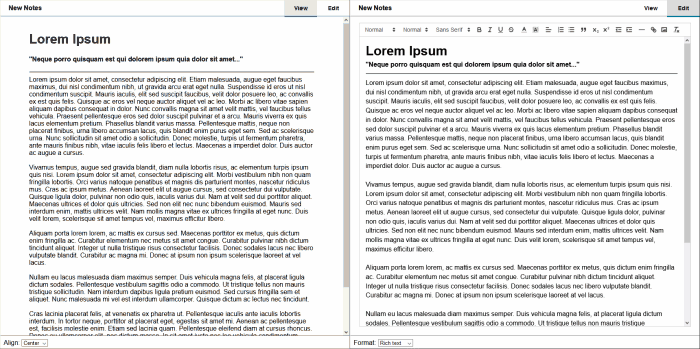 New Notes
View
Edit
Lorem Ipsum
"Neque porro quisquam est qui dolorem ipsum quia dolor sit amet..."
Lorem ipsum dolor sit amet, consectetur adipiscing elit. Etiam malesuada, augue eget faucibus
maximus, dui nisl condimentum nibh, ut gravida arcu erat eget nulla. Suspendisse id eros ut nisl
condimentum pulvinar. Nam suscipit eleifend velit, velit dolor posuere leo, ac convallis
ex est quis felis. Quisque ac eros vel neque auctor aliquet vel ac leo. Morbi ac libero vitae sapien
aliquam dapibus consequat in dolor. Nunc convallis magna sit amet velit mattis, vel faucibus tellus
vehicula. Praesent pellentesque eros sed dolor suscipit pulvinar et a arcu. Mauris viverra ex quis
lacus elementum pretium. Phasellus blandit varius massa. Pellentesque mattis, neque non
placerat finibus, urna libero accumsan lacus, quis blandit enim purus eget sem. Sed ac scelerisque
urna. Nunc sollicitudin sit amet odio a sollicitudin. Donec molestie, turpis ut fermentum pharetra,
ante mauris finibus nibh, vitae iaculis felis libero et lectus. Maecenas a imperdiet dolor. Duis auctor
ac augue a cursus.
Vivamus tempus, augue sed gravida blandit, diam nulla lobortis risus, ac elementum turpis ipsum
quis nisi. Lorem ipsum dolor sit amet, consectetur adipiscing elit. Morbi vestibulum nibh non quam
fringilla lobortis. Orci varius natoque penatibus et magnis dis parturient montes, nascetur ridiculus
mus. Cras ac ipsum metus. Aenean laoreet elit ut augue cursus, sed consectetur dui vulputate.
Quisque ligula dolor, pulvinar non odio quis, iaculis varius dui. Nam at velit sed dui porttitor aliquet.
Maecenas ultrices et dolor quis ultricies. Sed non elit nec nunc bibendum euismod. Mauris sed
interdum enim, mattis vitae ex ultrices fringilla at eget nunc. Duis
velit lorem, scelerisque sit amet tempus vel, maximus efficitur libero.
Aliquam porta lorem lorem, ac mattis ex cursus sed. Maecenas porttitor ex metus, quis dictum
enim fringilla ac. Curabitur elementum nec metus sit amet congue. Curabitur mollis ipsum at
tincidunt aliquet. Integer ut nulla tristique risus consectetur facilisis. Donec sodales lacus nec libero
vulputate blandit. Curabitur ac magna mi. Donec at ipsum non ipsum scelerisque laoreet at vel
lacus.
Nullam eu lacus malesuada diam maximus semper. Duis vehicula magna felis, at placerat ligula
dictum sodales. Pellentesque vestibulum sagittis odio a commodo. Ut tristique tellus non mauris
tristique sollicitudin. Nam interdum dapibus ligula pretium euismod. Sed cursus fringilla sem et
aliquet. Nunc malesuada mi vel est interdum ullamcorper. Quisque dictum ac lectus nec tincidunt.
Cras lacinia placerat felis, at venenatis ex pharetra ut. Pellentesque iaculis ante iaculis lobortis
interdum. In tortor neque, porttitor at placerat eget, egestas sit amet mi. Aenean at pellentesque
est, facilisis molestie enim. Etiam sed lacinia quam. Pellentesque eleifend diam at cursus rhoncus.
Align: Center
New Notes
View
Edit
Normal
Normal
Sans Serif
Lorem Ipsum
"Neque porro quisquam est qui dolorem ipsum quia dolor sit amet..."
Lorem ipsum dolor sit amet, consectetur adipiscing elit. Etiam malesuada, augue eget faucibus
maximus, dui nisl condimentum nibh, ut gravida arcu erat eget nulla. Suspendisse id eros ut nisl
condimentum pulvinar. Nam suscipit eleifend velit, velit dolor posuere leo, ac convallis ex est quis felis.
Quisque ac eros vel neque auctor aliquet vel ac leo. Morbi ac libero vitae sapien aliquam dapibus consequat
in dolor. Nunc convallis magna sit amet velit mattis, vel faucibus tellus vehicula. Praesent pellentesque eros sed
dolor suscipit pulvinar et a arcu. Mauris viverra ex quis lacus elementum pretium. Phasellus blandit
varius massa. Pellentesque mattis, neque non placerat finibus, urna libero accumsan lacus, quis blandit
enim purus eget sem. Sed ac scelerisque urna. Nunc sollicitudin sit amet odio a sollicitudin. Donec molestie,
turpis ut fermentum pharetra, ante mauris finibus nibh, vitae iaculis felis libero et lectus. Maecenas a
imperdiet dolor. Duis auctor ac augue a cursus.
Vivamus tempus, augue sed gravida blandit, diam nulla lobortis risus, ac elementum turpis ipsum quis nisi.
Lorem ipsum dolor sit amet, consectetur adipiscing elit. Morbi vestibulum nibh non quam fringilla lobortis.
Orci varius natoque penatibus et magnis dis parturient montes, nascetur ridiculus mus. Cras ac ipsum
metus. Aenean laoreet elit ut augue cursus, sed consectetur dui vulputate. Quisque ligula dolor, pulvinar
non odio quis, iaculis varius dui. Nam at velit sed dui porttitor aliquet. Maecenas ultrices et dolor quis
ultricies. Sed non elit nec nunc bibendum euismod. Mauris sed interdum enim. Nam
mollis magna vitae ex ultrices fringilla at eget nunc. Duis velit lorem, scelerisque sit amet tempus vel,
maximus efficitur libero.
Aliquam porta lorem lorem, ac mattis ex cursus sed. Maecenas porttitor ex metus, quis dictum enim fringilla
ac. Curabitur elementum nec metus sit amet congue. Curabitur mollis ipsum at tincidunt aliquet.
Integer ut nulla tristique risus consectetur facilisis. Donec sodales lacus nec libero vulputate blandit.
Curabitur ac magna mi. Donec at ipsum non ipsum scelerisque laoreet at vel lacus.
Nullam eu lacus malesuada diam maximus semper. Duis vehicula magna felis, at placerat ligula dictum
sodales. Pellentesque vestibulum sagittis odio a commodo. Ut tristique tellus non mauris tristique
Format: Rich text